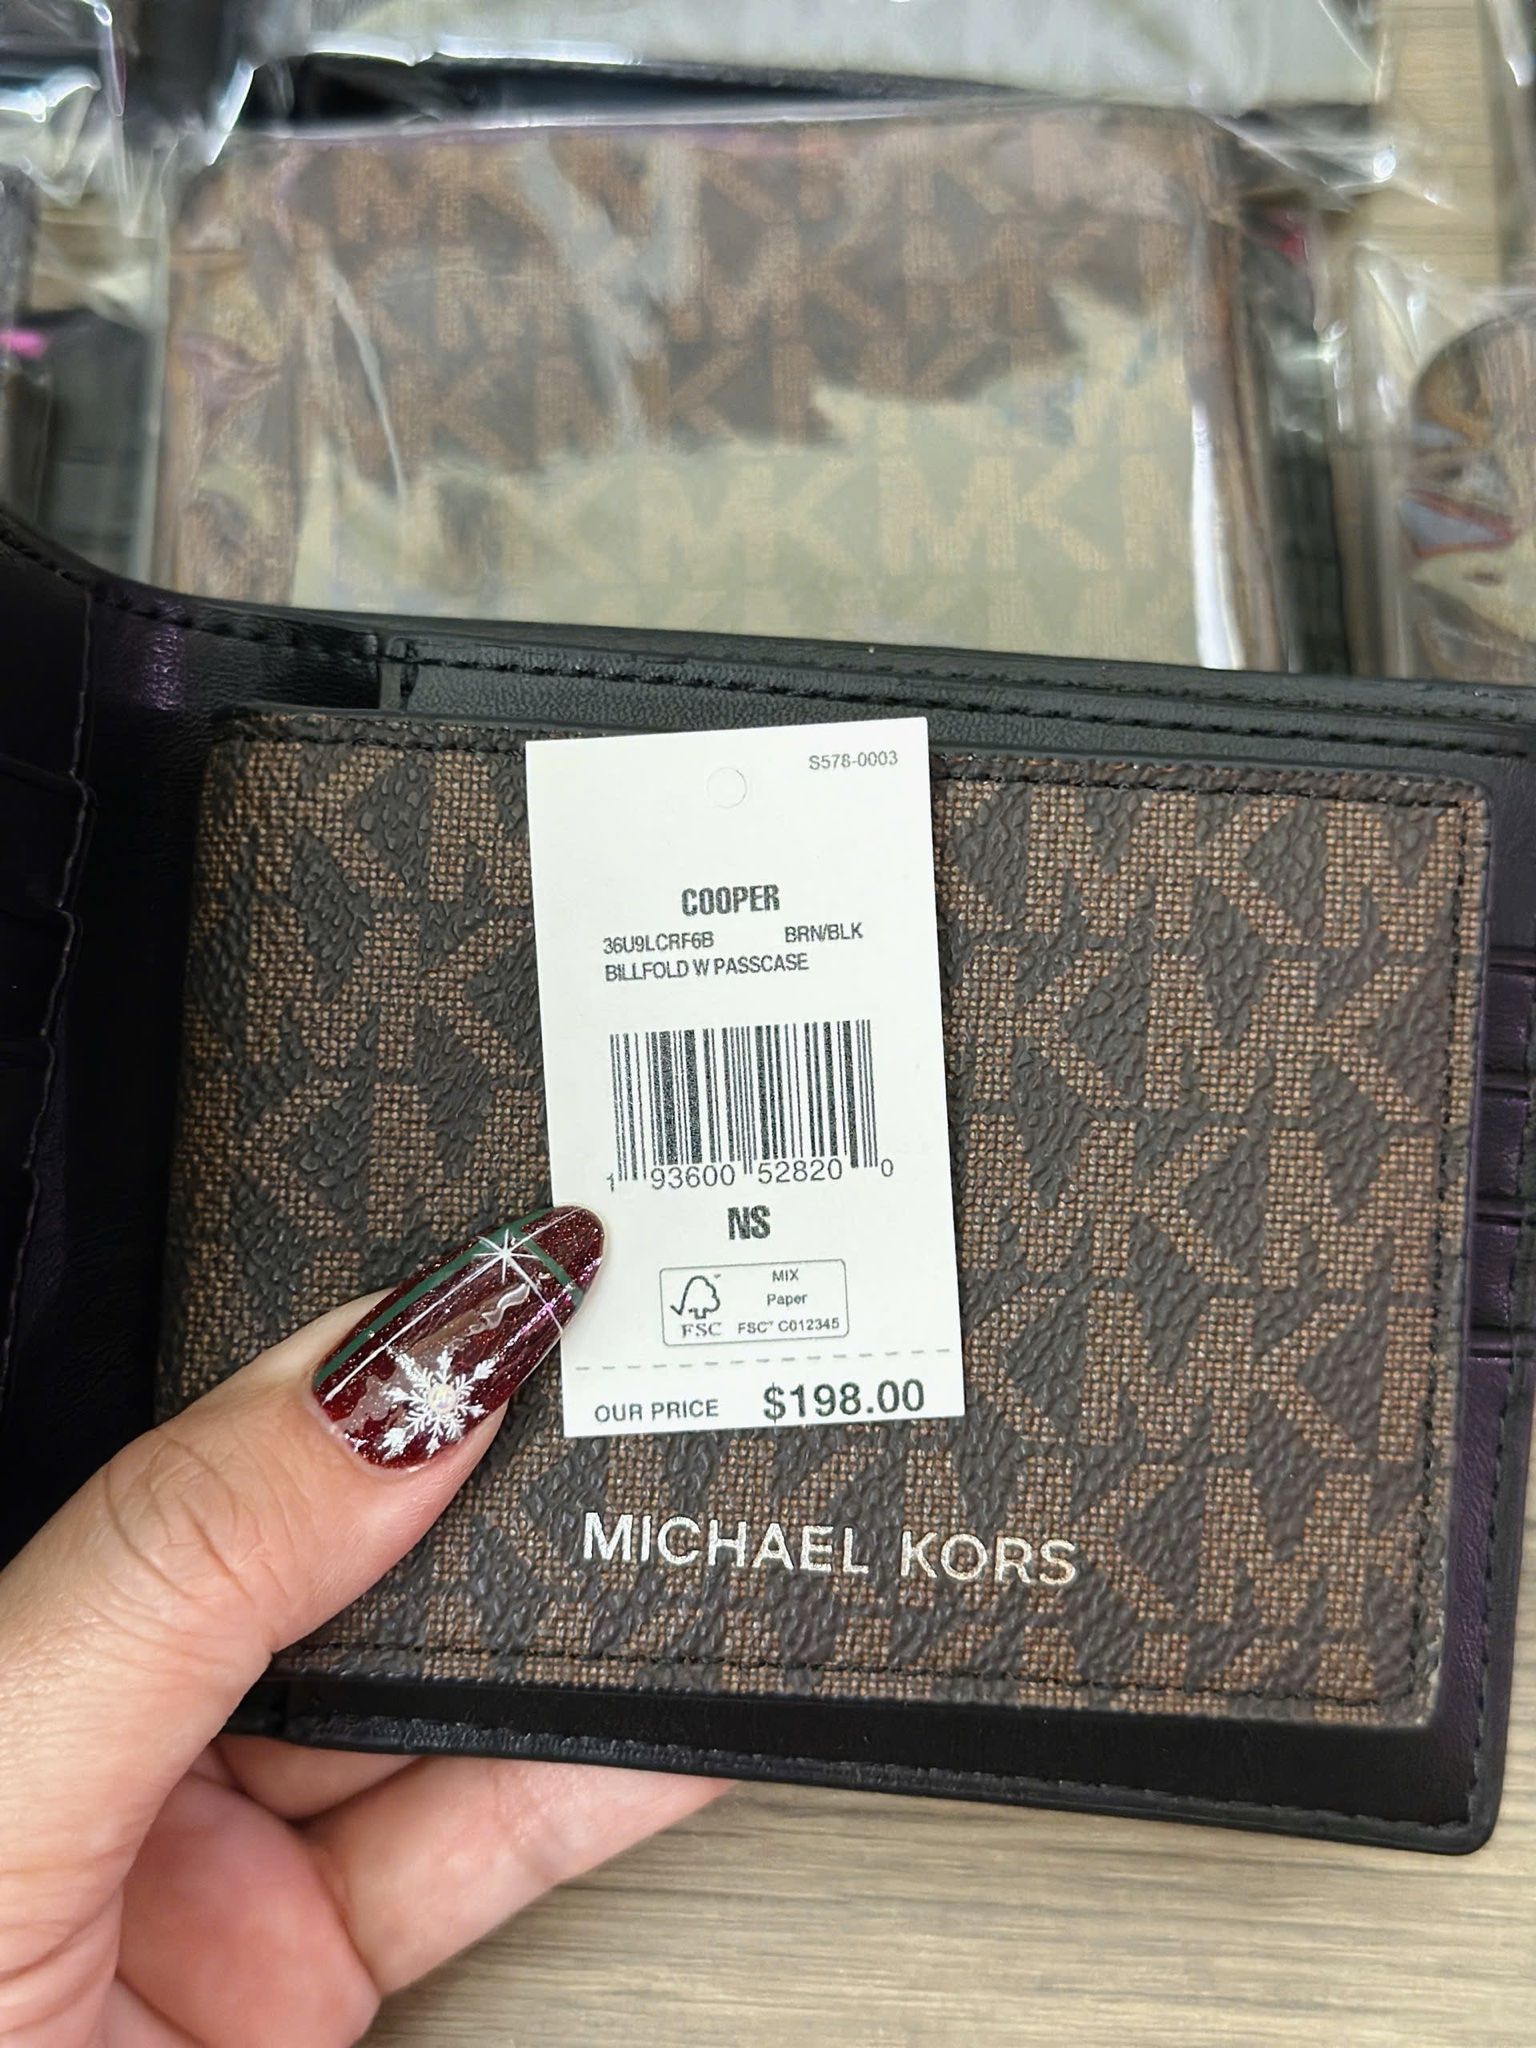 S578-0003
COOPER
36U9LCRF6B BRN/BLK
BILLFOLD W PASSCASE
1 93600 52820 0
NS
MIX
Paper
FSC FSC™ C012345
OUR PRICE $198.00
MICHAEL KORS